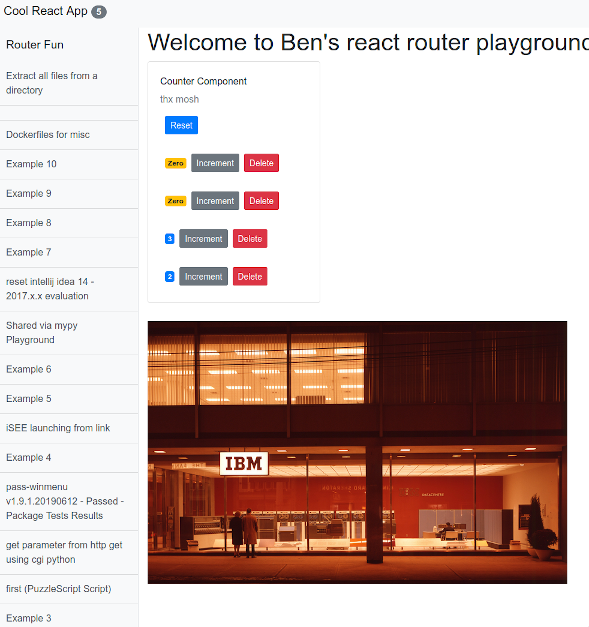 Cool React App 5
Router Fun
Extract all files from a
directory
Dockerfiles for misc
Example 10
Example 9
Example 8
Example 7
reset intellij idea 14 -
2017.x.x evaluation
Shared via mypy
Playground
Example 6
Example 5
iSEE launching from link
Example 4
pass-winmenu
v1.9.1.20190612 - Passed -
Package Tests Results
get parameter from http get
using cgi python
first (PuzzleScript Script)
Example 3
Welcome to Ben's react router playground
Counter Component
thx mosh
Reset
Zero Increment Delete
Zero Increment Delete
3 Increment Delete
2 Increment Delete
IBM
DATACENTER